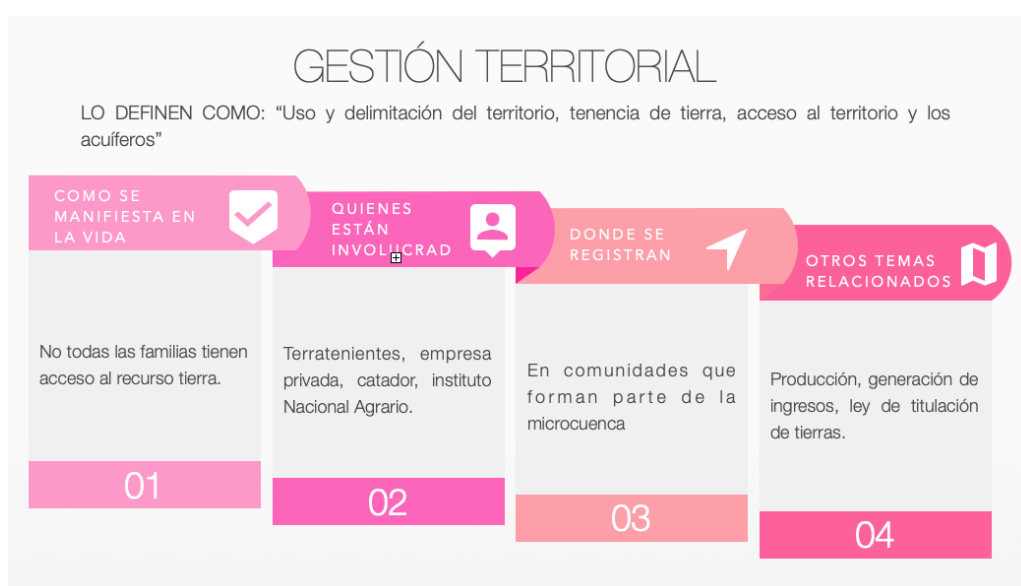 GESTIÓN TERRITORIAL
LO DEFINEN COMO: “Uso y delimitación del territorio, tenencia de tierra, acceso al territorio y los
acuíferos”
COMO SE
MANIFIESTA EN
LA VIDA
No todas las familias tienen
acceso al recurso tierra.
01
QUIENES
ESTÁN
INVOLUCRAD
Terratenientes, empresa
privada, catador, instituto
Nacional Agrario.
02
DONDE SE
REGISTRAN
En comunidades que
forman parte de la
microcuenca
03
OTROS TEMAS
RELACIONADOS
Producción, generación de
ingresos, ley de titulación
de tierras.
04